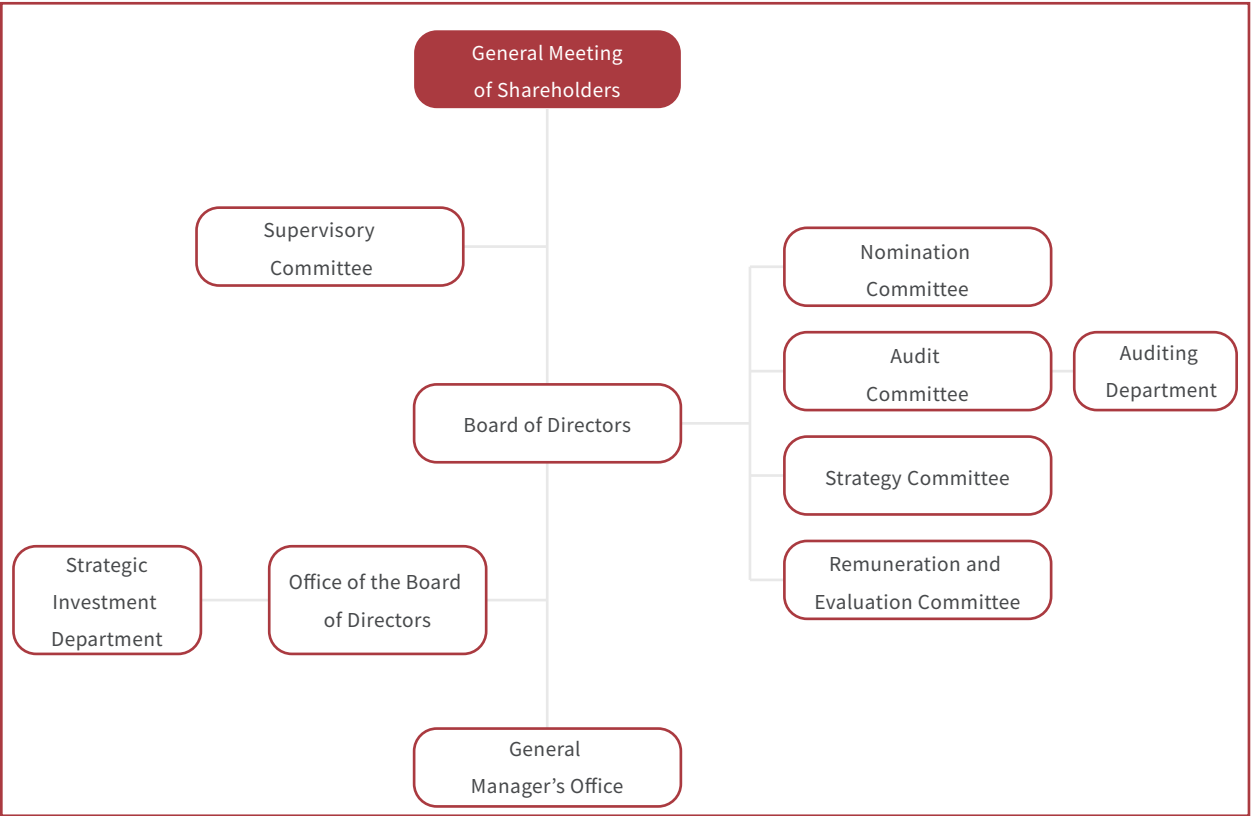 General Meeting
of Shareholders
Supervisory
Committee
Nomination
Committee
Audit
Committee
Auditing
Department
Board of Directors
Strategy Committee
Strategic
Investment
Department
Office of the Board
of Directors
Remuneration and
Evaluation Committee
General
Manager’s Office